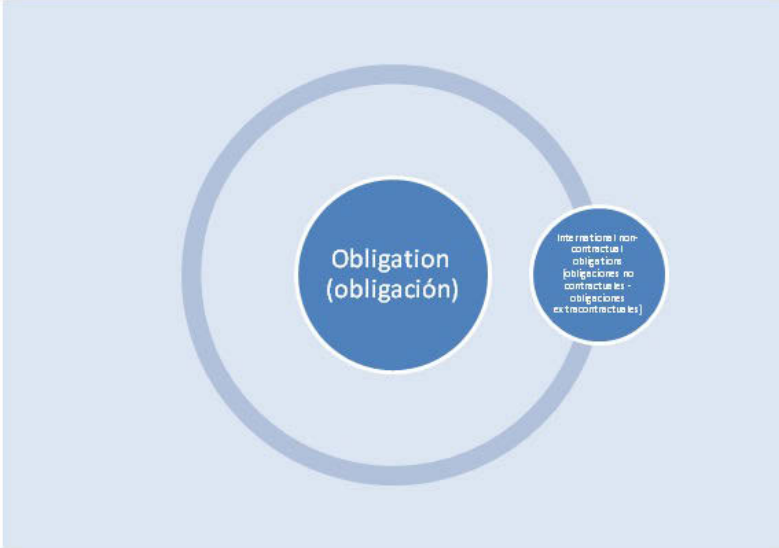 Obligation
(obligación)
International non-
contractual
obligations
[obligaciones no
contractuales -
obligaciones
extracontractuales]